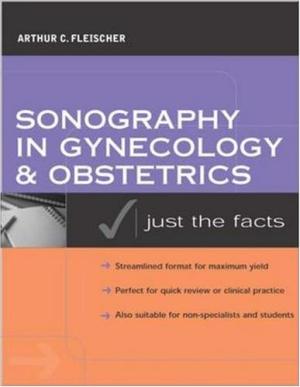 ARTHUR C. FLEISCHER
SONOGRAPHY
IN GYNECOLOGY
& OBSTETRICS
just the facts
Streamlined format for maximum yield
Perfect for quick review or clinical practice
Also suitable for non-specialists and students